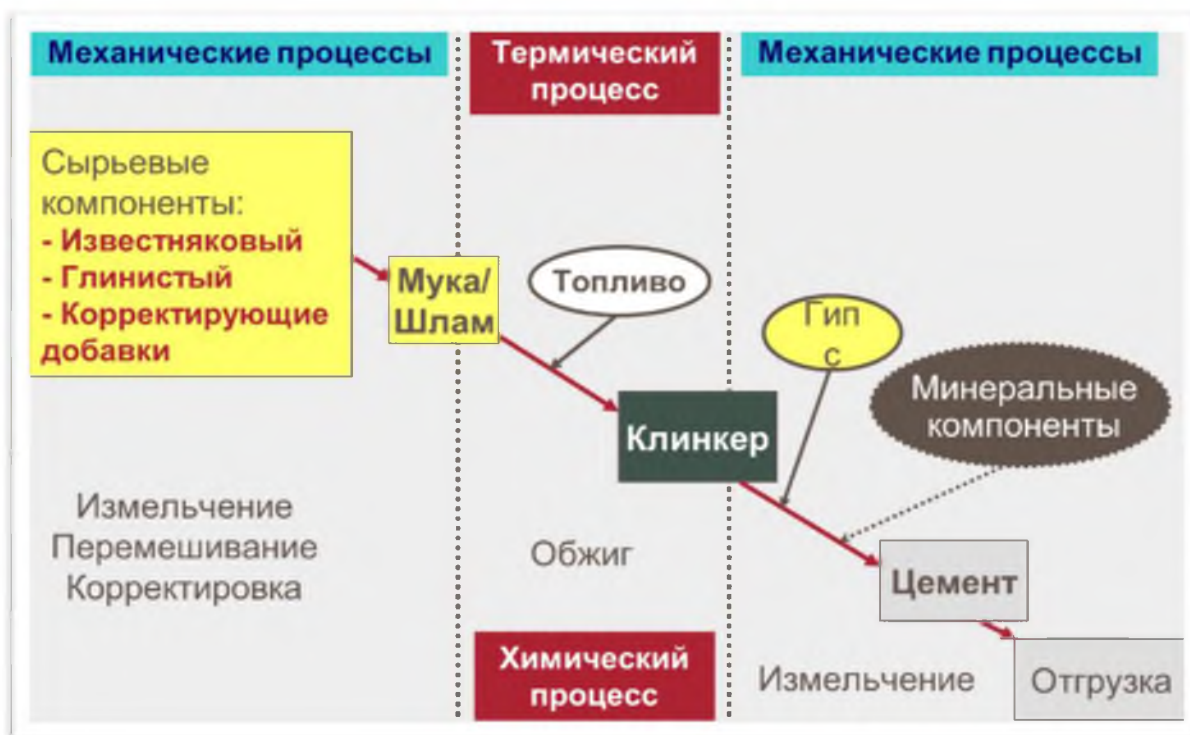 Механические процессы
Термический
процесс
Механические процессы
Сырьевые
компоненты:
- Известняковый
- Глинистый
- Корректирующие
добавки
Мука/
Шлам
Топливо
Гип
с
Минеральные
компоненты
Клинкер
Измельчение
Перемешивание
Корректировка
Обжиг
Цемент
Химический
процесс
Измельчение
Отгрузка